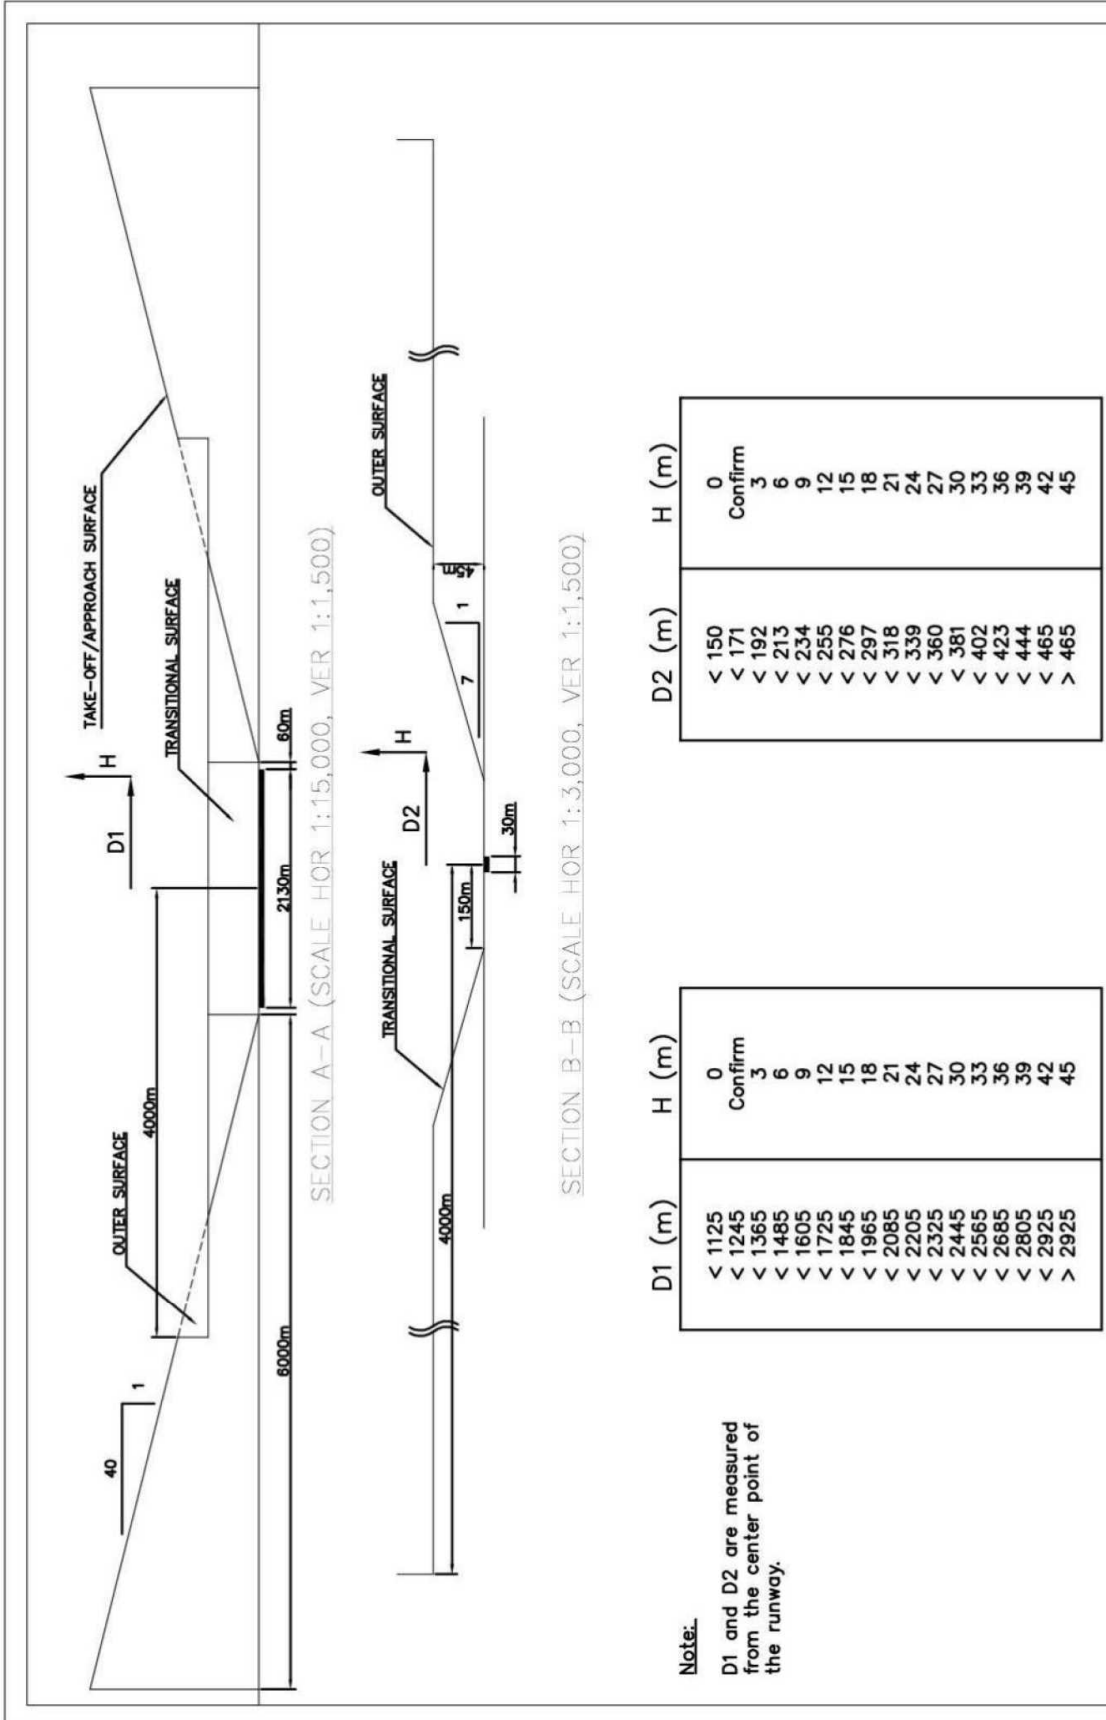 TAKE-OFF/APPROACH SURFACE
TRANSITIONAL SURFACE
OUTER SURFACE
D1
H
4000m
40
1
6000m
2130m
60m
SECTION A-A (SCALE HOR 1:15,000, VER 1:1,500)
OUTER SURFACE
TRANSITIONAL SURFACE
D2
H
45m
7
1
4000m
150m
30m
SECTION B-B (SCALE HOR 1:3,000, VER 1:1,500)
Note:
D1 and D2 are measured
from the center point of
the runway.
D1 (m) H (m)
< 1125 0
< 1245 Confirm
< 1365 3
< 1485 6
< 1605 9
< 1725 12
< 1845 15
< 1965 18
< 2085 21
< 2205 24
< 2325 27
< 2445 30
< 2565 33
< 2685 36
< 2805 39
< 2925 42
> 2925 45
D2 (m) H (m)
< 150 0
< 171 Confirm
< 192 3
< 213 6
< 234 9
< 255 12
< 276 15
< 297 18
< 318 21
< 339 24
< 360 27
< 381 30
< 402 33
< 423 36
< 444 39
< 465 42
> 465 45